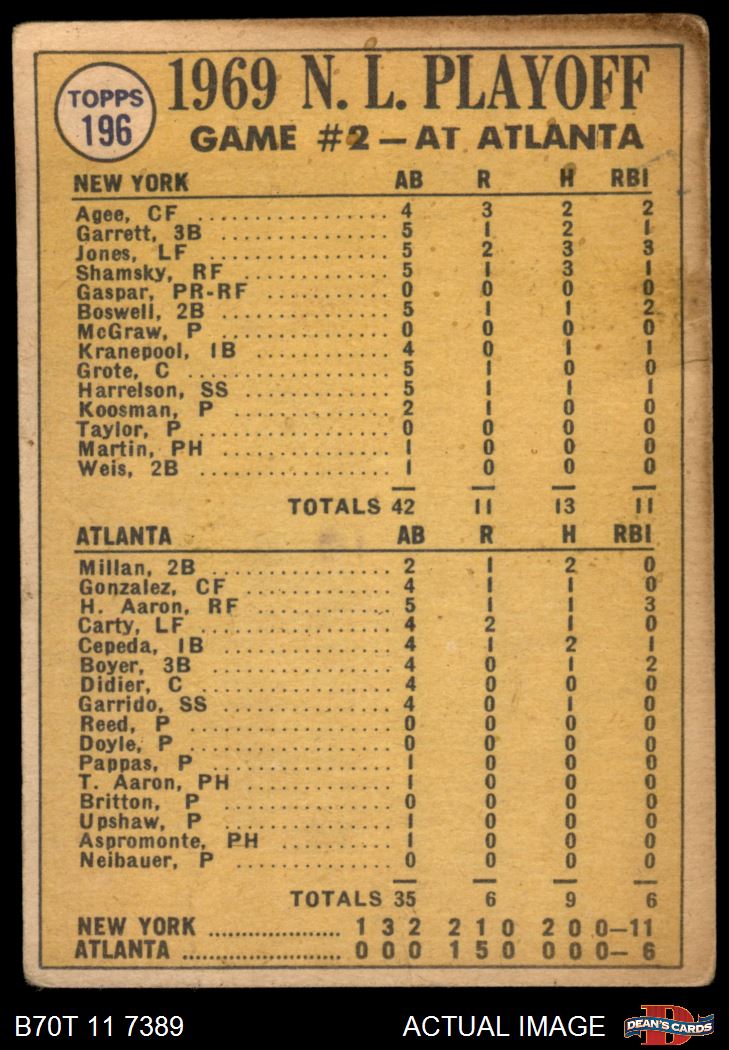 TOPPS
196
1969 N. L. PLAYOFF
GAME #2 — AT ATLANTA
NEW YORK AB R H RBI
Agee, CF .................. 4 3 2 2
Garrett, 3B ................ 5 1 2 1
Jones, LF .................. 5 2 3 3
Shamsky, RF ............... 5 1 3 1
Gaspar, PR-RF ............. 0 0 0 0
Boswell, 2B ................ 5 1 1 2
McGraw, P ................. 0 0 0 0
Kranepool, 1B ............. 4 0 1 1
Grote, C .................. 5 1 0 0
Harrelson, SS .............. 5 1 1 1
Koosman, P ................ 2 1 0 0
Taylor, P .................. 0 0 0 0
Martin, PH ................ 1 0 0 0
Weis, 2B .................. 1 0 0 0
TOTALS 42 11 13 11
ATLANTA AB R H RBI
Millan, 2B ................. 2 1 2 0
Gonzalez, CF .............. 4 1 1 0
H. Aaron, RF .............. 5 1 1 3
Carty, LF .................. 4 2 1 0
Cepeda, 1B ................ 4 1 2 1
Boyer, 3B ................. 4 0 1 2
Didier, C .................. 4 0 0 0
Garrido, SS ................ 4 0 1 0
Reed, P ................... 0 0 0 0
Doyle, P .................. 0 0 0 0
Pappas, P ................. 1 0 0 0
T. Aaron, PH .............. 1 0 0 0
Britton, P ................. 0 0 0 0
Upshaw, P ................ 1 0 0 0
Aspromonte, PH ........... 1 0 0 0
Neibauer, P ............... 0 0 0 0
TOTALS 35 6 9 6
NEW YORK .................... 1 3 2 2 1 0 2 0 0—11
ATLANTA ........................ 0 0 0 1 5 0 0 0 0— 6
B70T 11 7389 ACTUAL IMAGE D DEAN'S CARDS